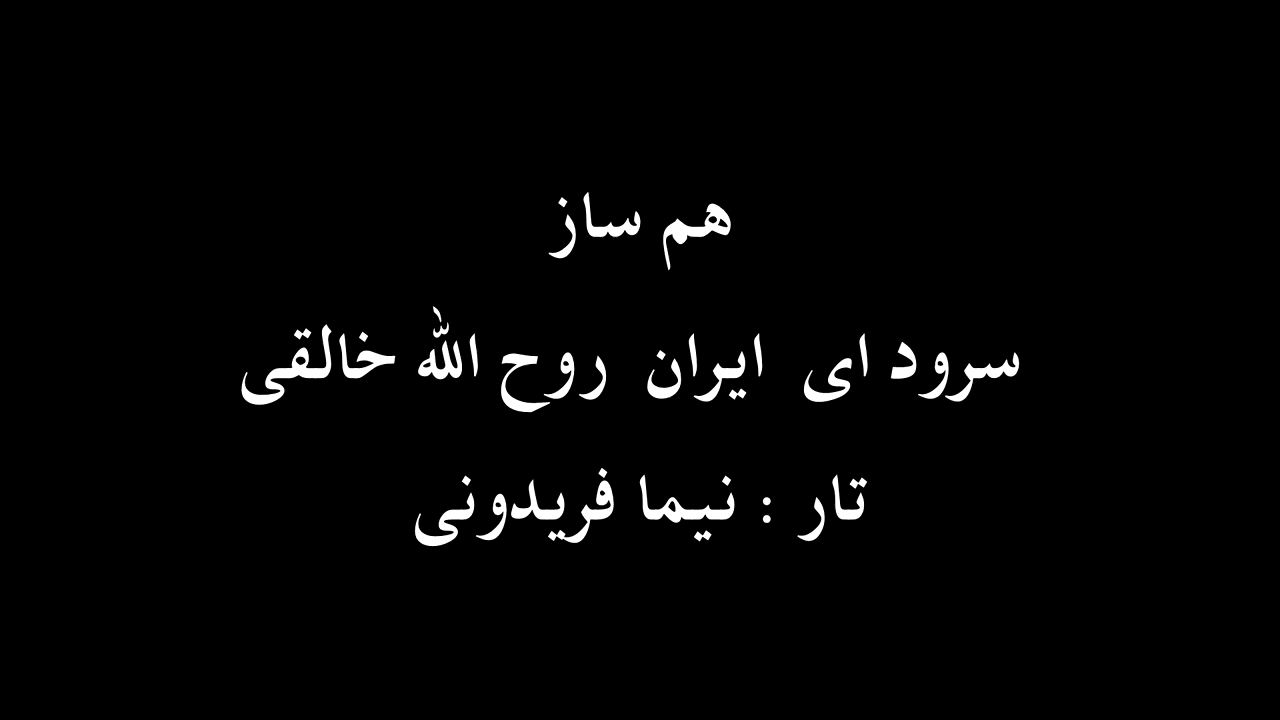 هم ساز
سرود ای ایران روح الله خالقی
تار : نیما فریدونی